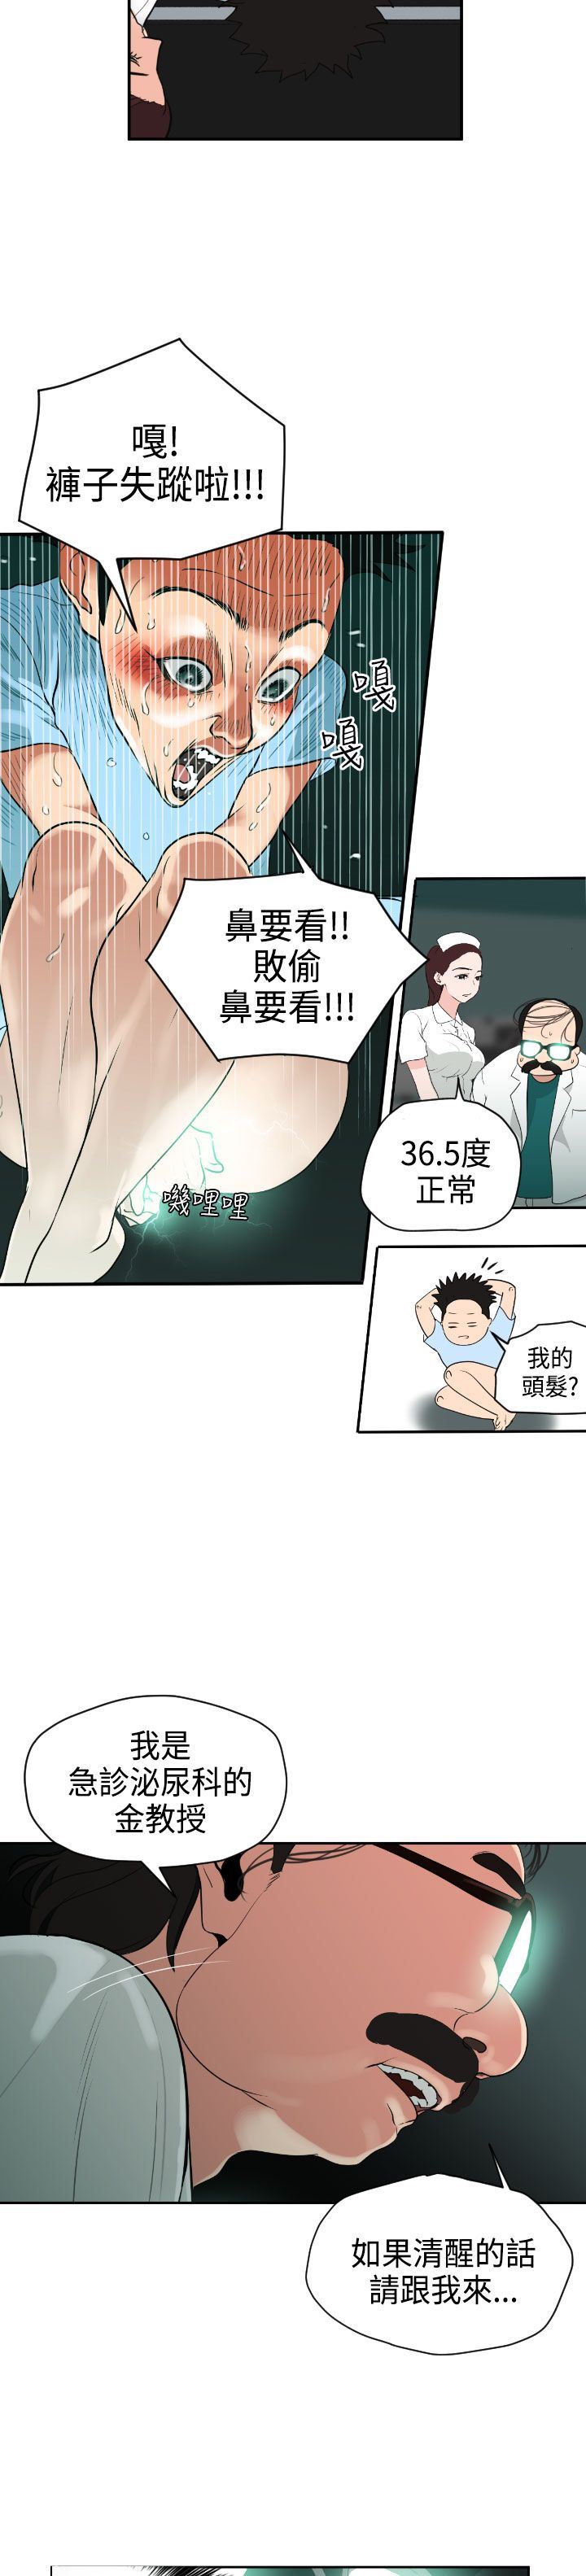 嘎!
褲子失蹤啦!!!
嘎
嘎
鼻要看!!
敗偷
鼻要看!!!
嘰哩哩
36.5度
正常
我的
頭髮?
我是
急診泌尿科的
金教授
如果清醒的話
請跟我來...